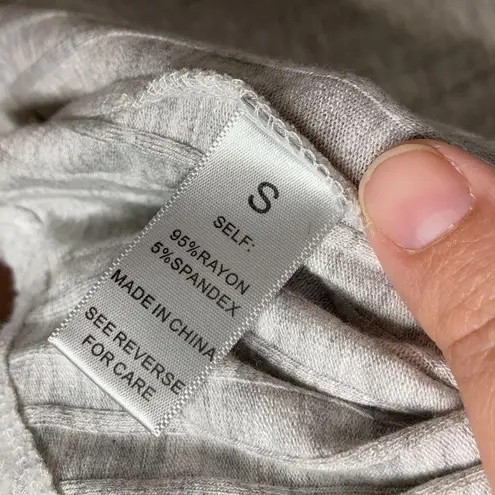 S
SELF:
95%RAYON
5%SPANDEX
MADE IN CHINA
SEE REVERSE
FOR CARE